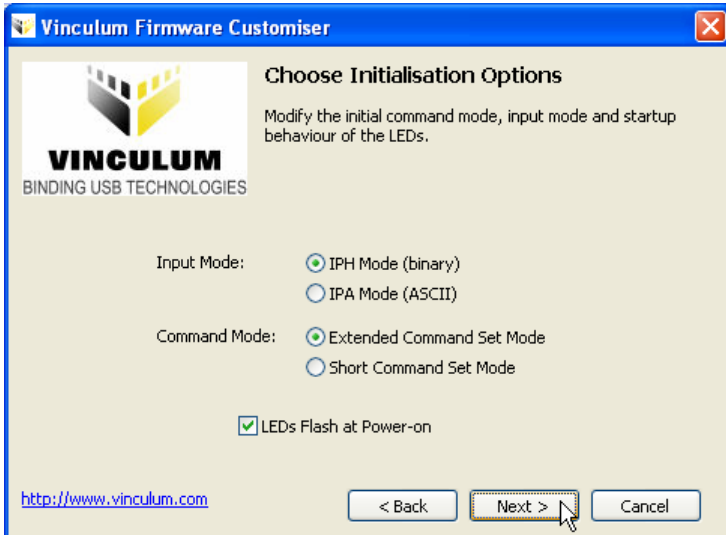 Vinculum Firmware Customiser
VINCULUM
BINDING USB TECHNOLOGIES
Choose Initialisation Options
Modify the initial command mode, input mode and startup
behaviour of the LEDs.
Input Mode:
IPH Mode (binary)
IPA Mode (ASCII)
Command Mode:
Extended Command Set Mode
Short Command Set Mode
LEDs Flash at Power-on
http://www.vinculum.com
< Back
Next >
Cancel